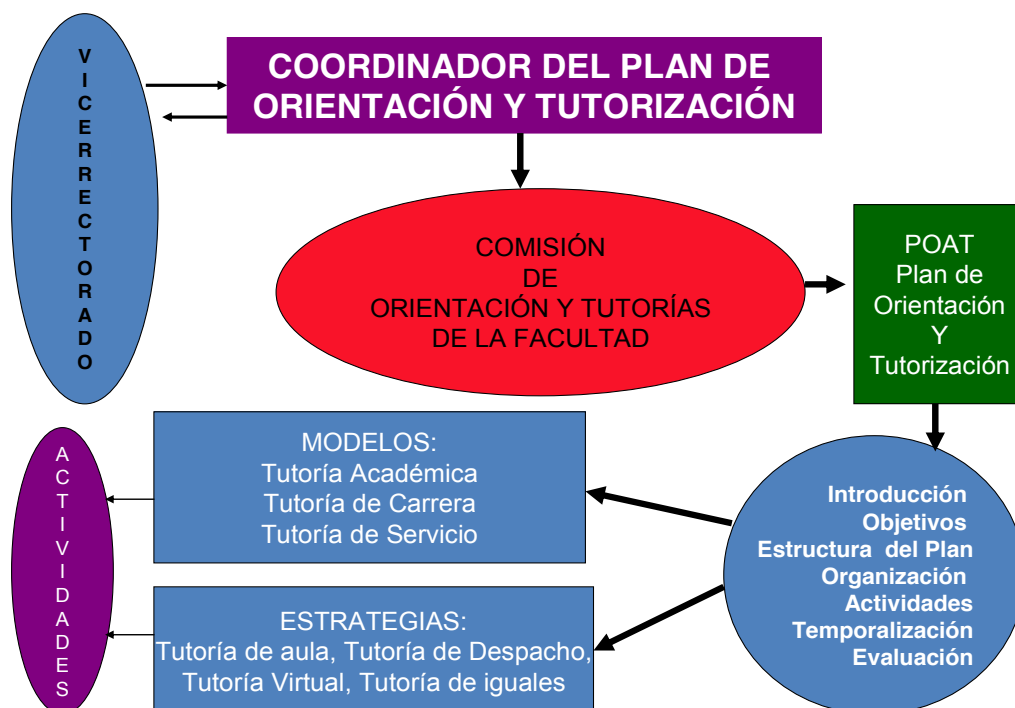 VICERRECTORADO
COORDINADOR DEL PLAN DE
ORIENTACIÓN Y TUTORIZACIÓN
COMISIÓN
DE
ORIENTACIÓN Y TUTORÍAS
DE LA FACULTAD
POAT
Plan de
Orientación
Y
Tutorización
ACTIVIDADES
MODELOS:
Tutoría Académica
Tutoría de Carrera
Tutoría de Servicio
ESTRATEGIAS:
Tutoría de aula, Tutoría de Despacho,
Tutoría Virtual, Tutoría de iguales
Introducción
Objetivos
Estructura del Plan
Organización
Actividades
Temporalización
Evaluación